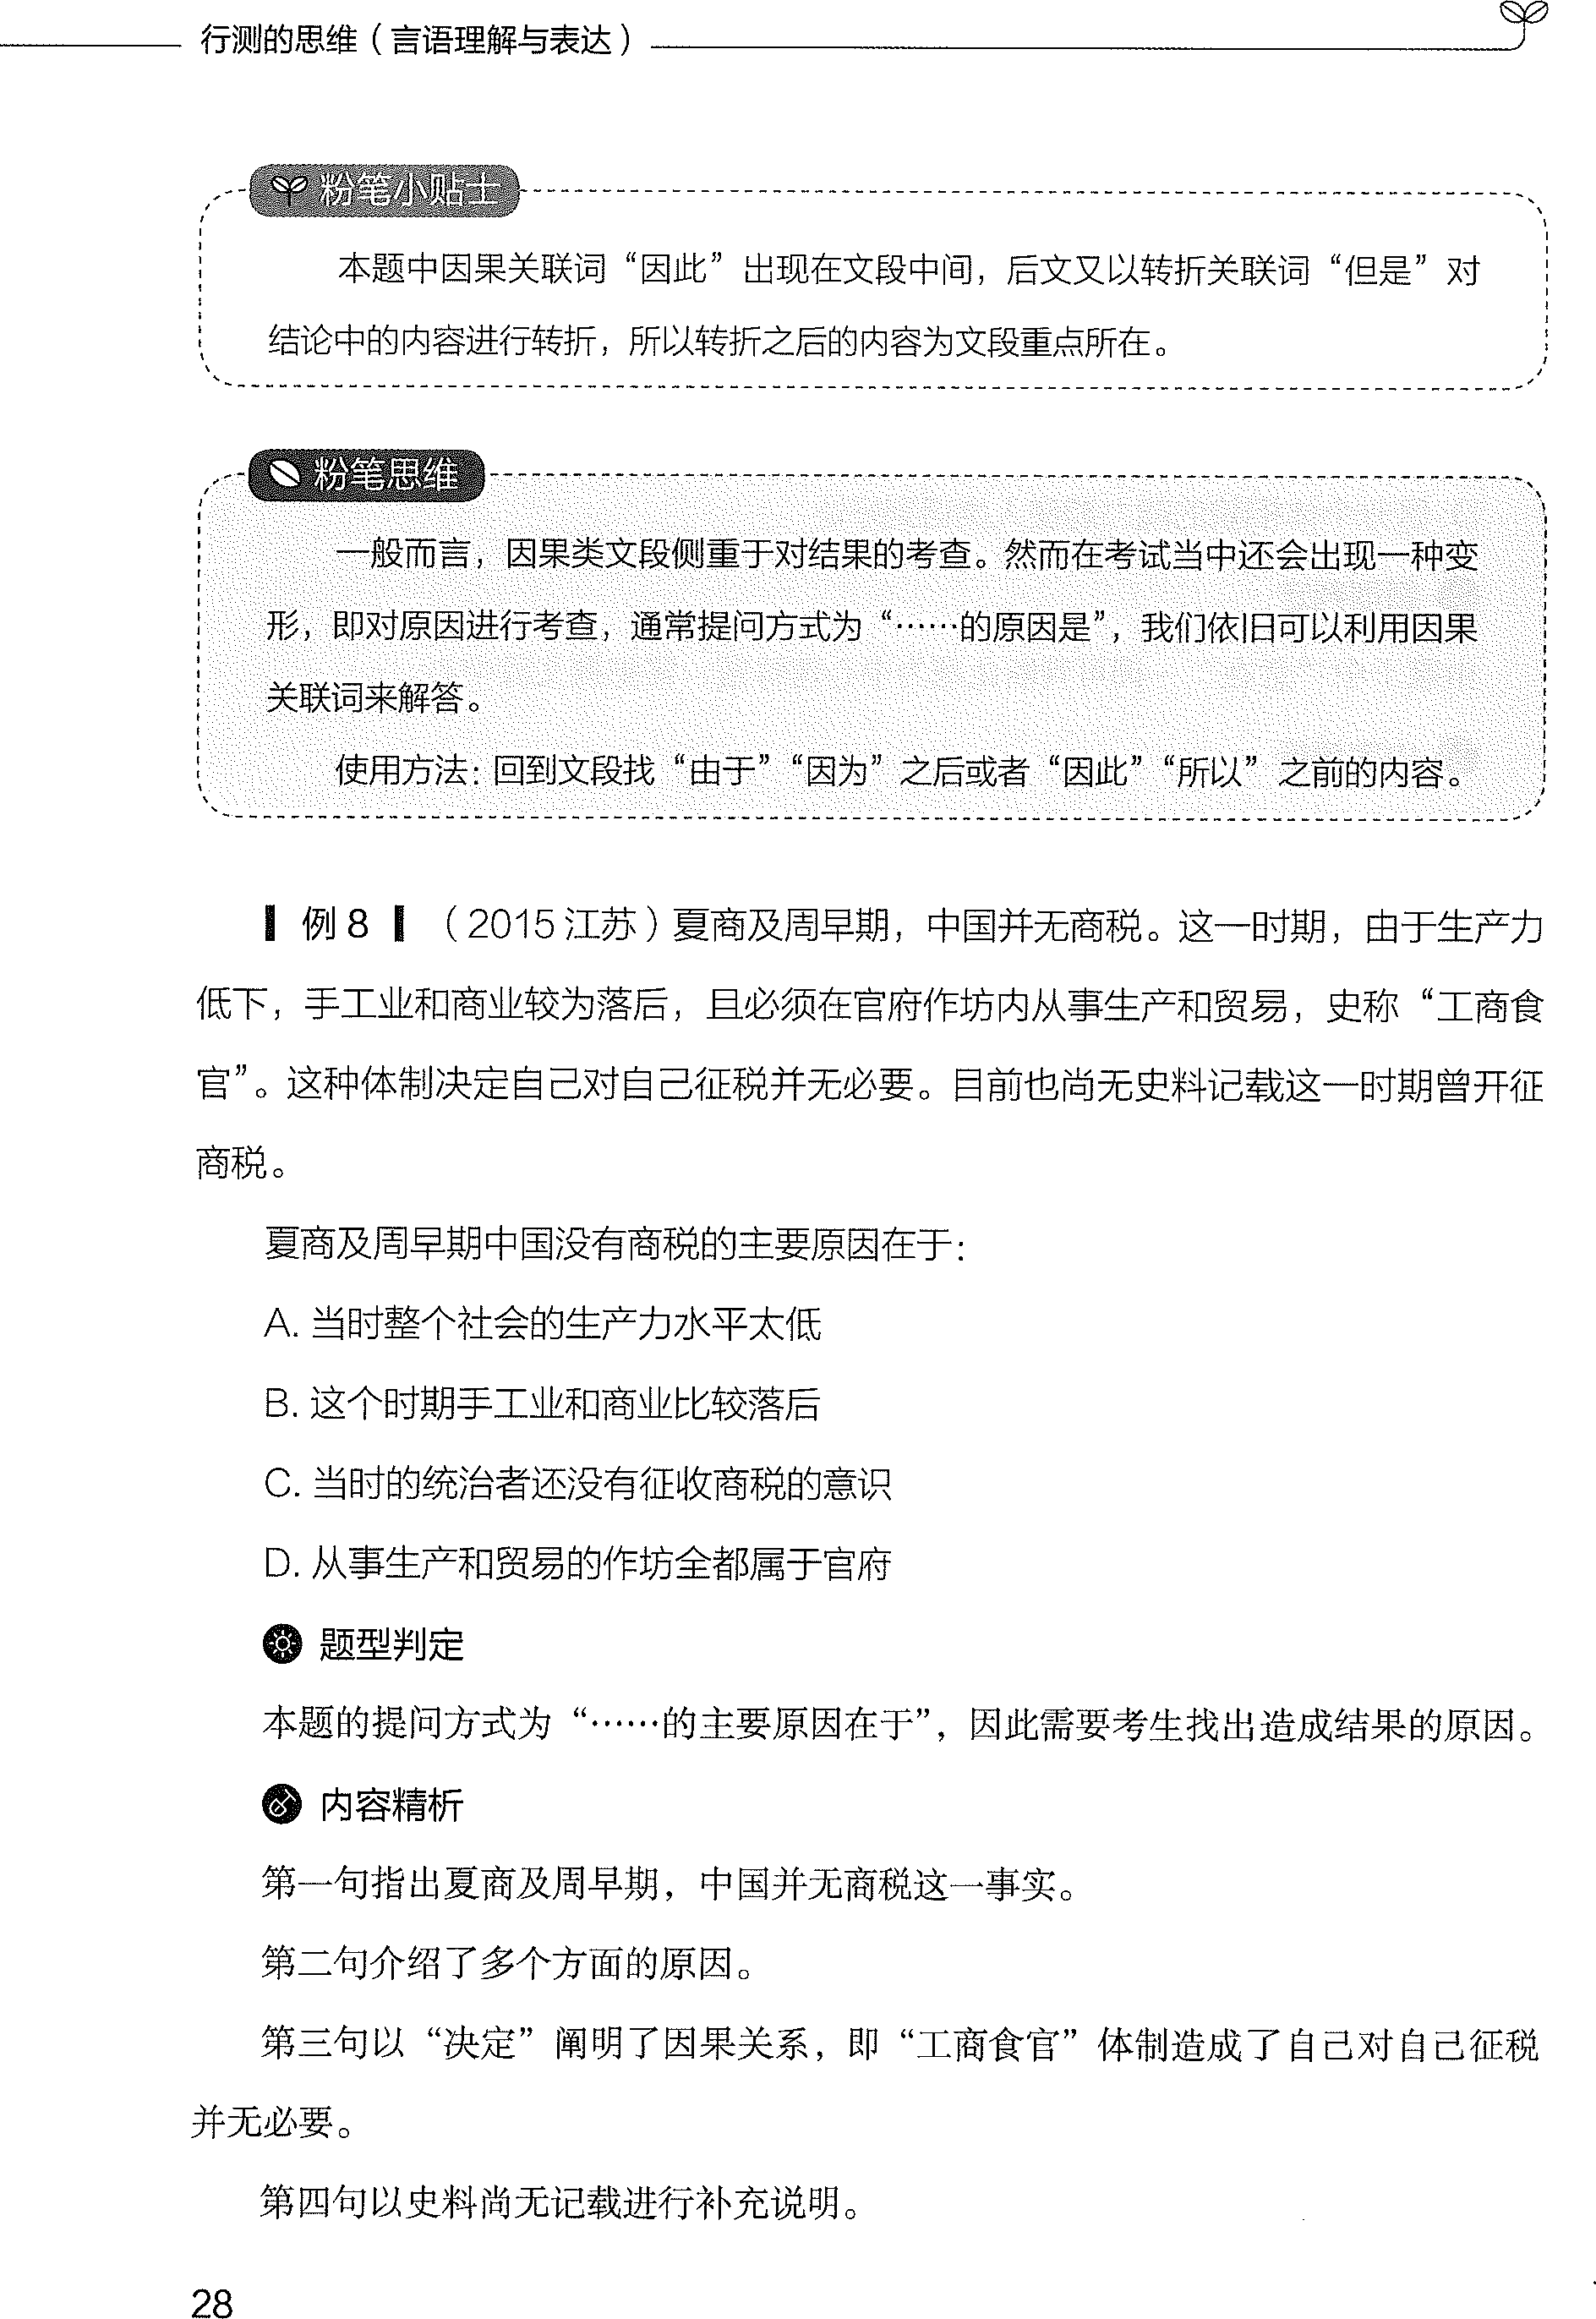 行测的思维（言语理解与表达）
粉笔小贴士
本题中因果关联词“因此”出现在文段中间，后文又以转折关联词“但是”对
结论中的内容进行转折，所以转折之后的内容为文段重点所在。
粉笔思维
一般而言，因果类文段侧重于对结果的考查。然而在考试当中还会出现一种变
形，即对原因进行考查，通常提问方式为“……的原因是”，我们依旧可以利用因果
关联词来解答。
使用方法：回到文段找“由于”“因为”之后或者“因此”“所以”之前的内容。
例8（2015江苏）夏商及周早期，中国并无商税。这一时期，由于生产力
低下，手工业和商业较为落后，且必须在官府作坊内从事生产和贸易，史称“工商食
官”。这种体制决定自己对自己征税并无必要。目前也尚无史料记载这一时期曾开征
商税。
夏商及周早期中国没有商税的主要原因在于：
A. 当时整个社会的生产力水平太低
B. 这个时期手工业和商业比较落后
C. 当时的统治者还没有征收商税的意识
D. 从事生产和贸易的作坊全都属于官府
题型判定
本题的提问方式为“……的主要原因在于”，因此需要考生找出造成结果的原因。
内容精析
第一句指出夏商及周早期，中国并无商税这一事实。
第二句介绍了多个方面的原因。
第三句以“决定”阐明了因果关系，即“工商食官”体制造成了自己对自己征税
并无必要。
第四句以史料尚无记载进行补充说明。
28